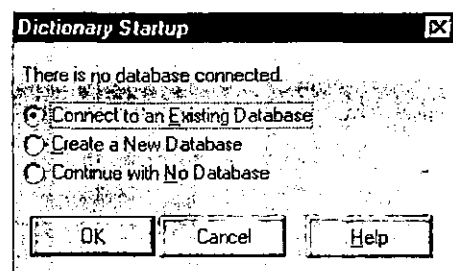 Dictionary Startup
There is no database connected.
Connect to an Existing Database
Create a New Database
Continue with No Database
OK Cancel Help